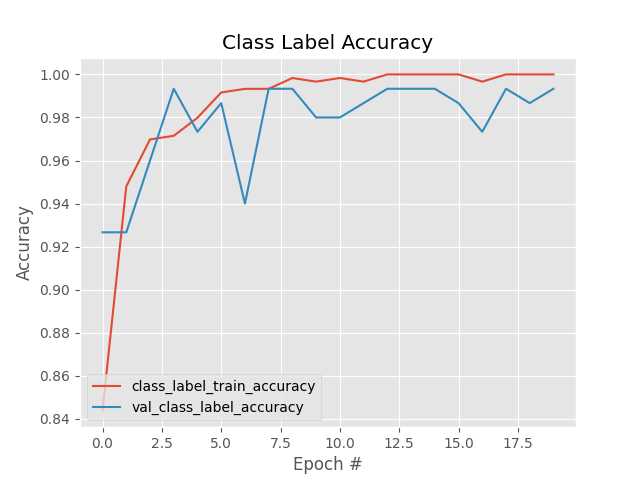 Class Label Accuracy
1.00
0.98
0.96
0.94
0.92
0.90
0.88
0.86
0.84
Accuracy
class_label_train_accuracy
val_class_label_accuracy
0.0 2.5 5.0 7.5 10.0 12.5 15.0 17.5
Epoch #